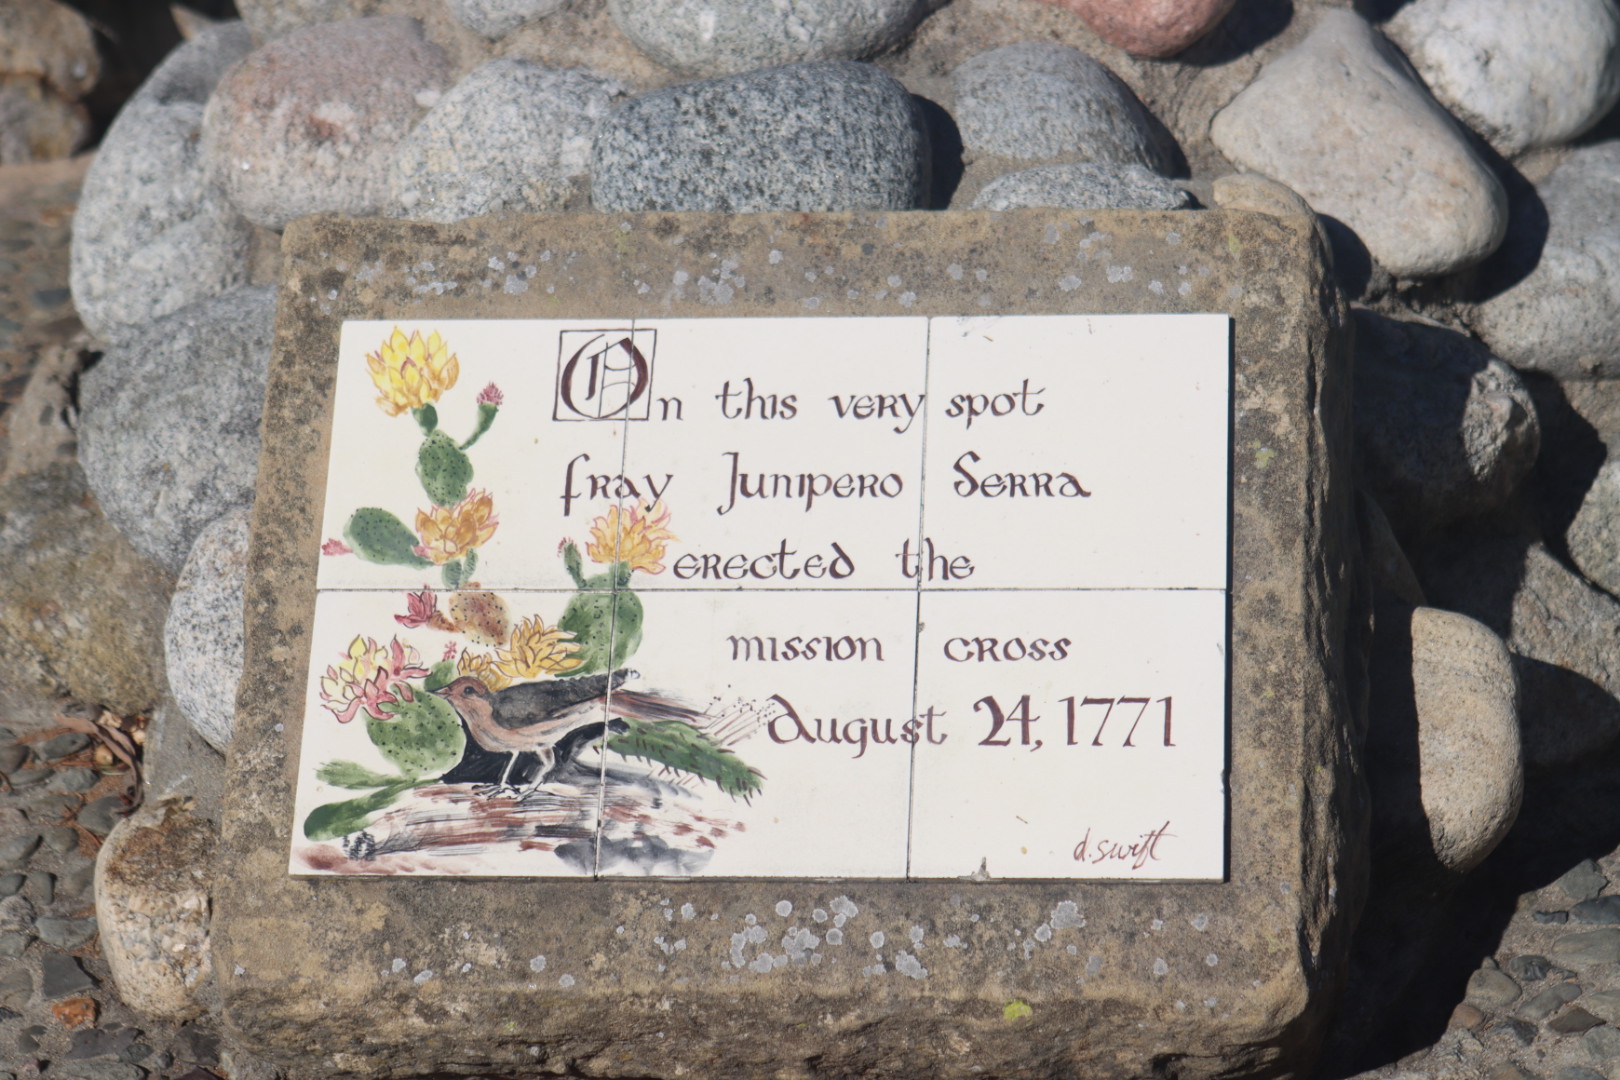 On this very spot
fray Junipero Serra
erected the
mission cross
August 24, 1771
d. swift